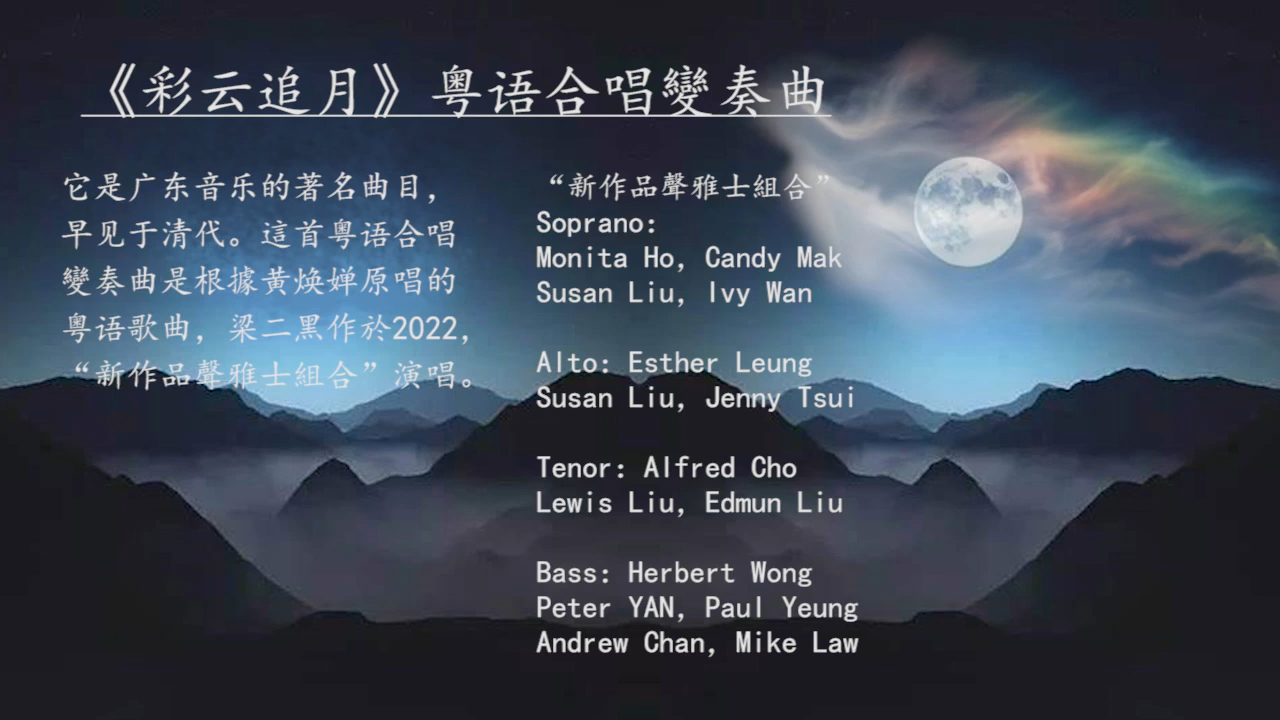 《彩云追月》粤语合唱變奏曲
它是广东音乐的著名曲目，
早见于清代。這首粤语合唱
變奏曲是根據黄焕婵原唱的
粤语歌曲，梁二黑作於2022，
“新作品聲雅士組合”演唱。
“新作品聲雅士組合”
Soprano:
Monita Ho, Candy Mak
Susan Liu, Ivy Wan
Alto: Esther Leung
Susan Liu, Jenny Tsui
Tenor: Alfred Cho
Lewis Liu, Edmun Liu
Bass: Herbert Wong
Peter YAN, Paul Yeung
Andrew Chan, Mike Law